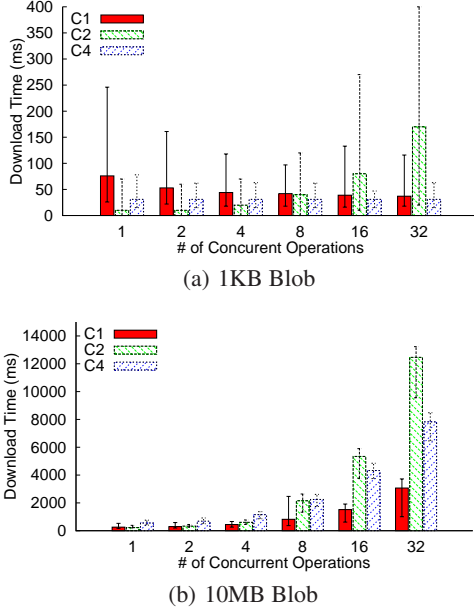 400
350
300
250
200
150
100
50
0
Download Time (ms)
C1
C2
C4
1 2 4 8 16 32
# of Concurent Operations
(a) 1KB Blob
14000
12000
10000
8000
6000
4000
2000
0
Download Time (ms)
C1
C2
C4
1 2 4 8 16 32
# of Concurent Operations
(b) 10MB Blob